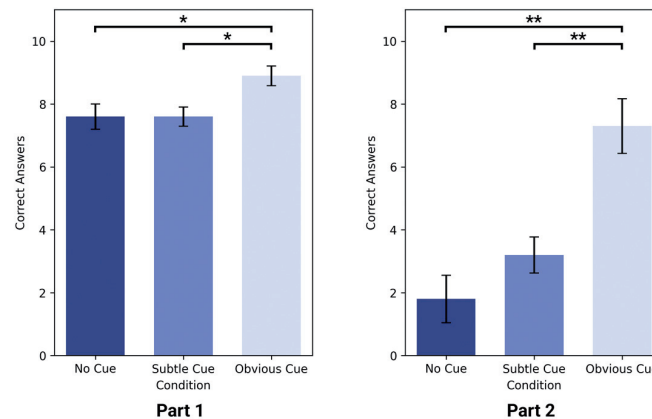 *
*
10
8
6
4
2
0
Correct Answers
No Cue
Subtle Cue
Obvious Cue
Condition
Part 1
**
**
10
8
6
4
2
0
Correct Answers
No Cue
Subtle Cue
Obvious Cue
Condition
Part 2